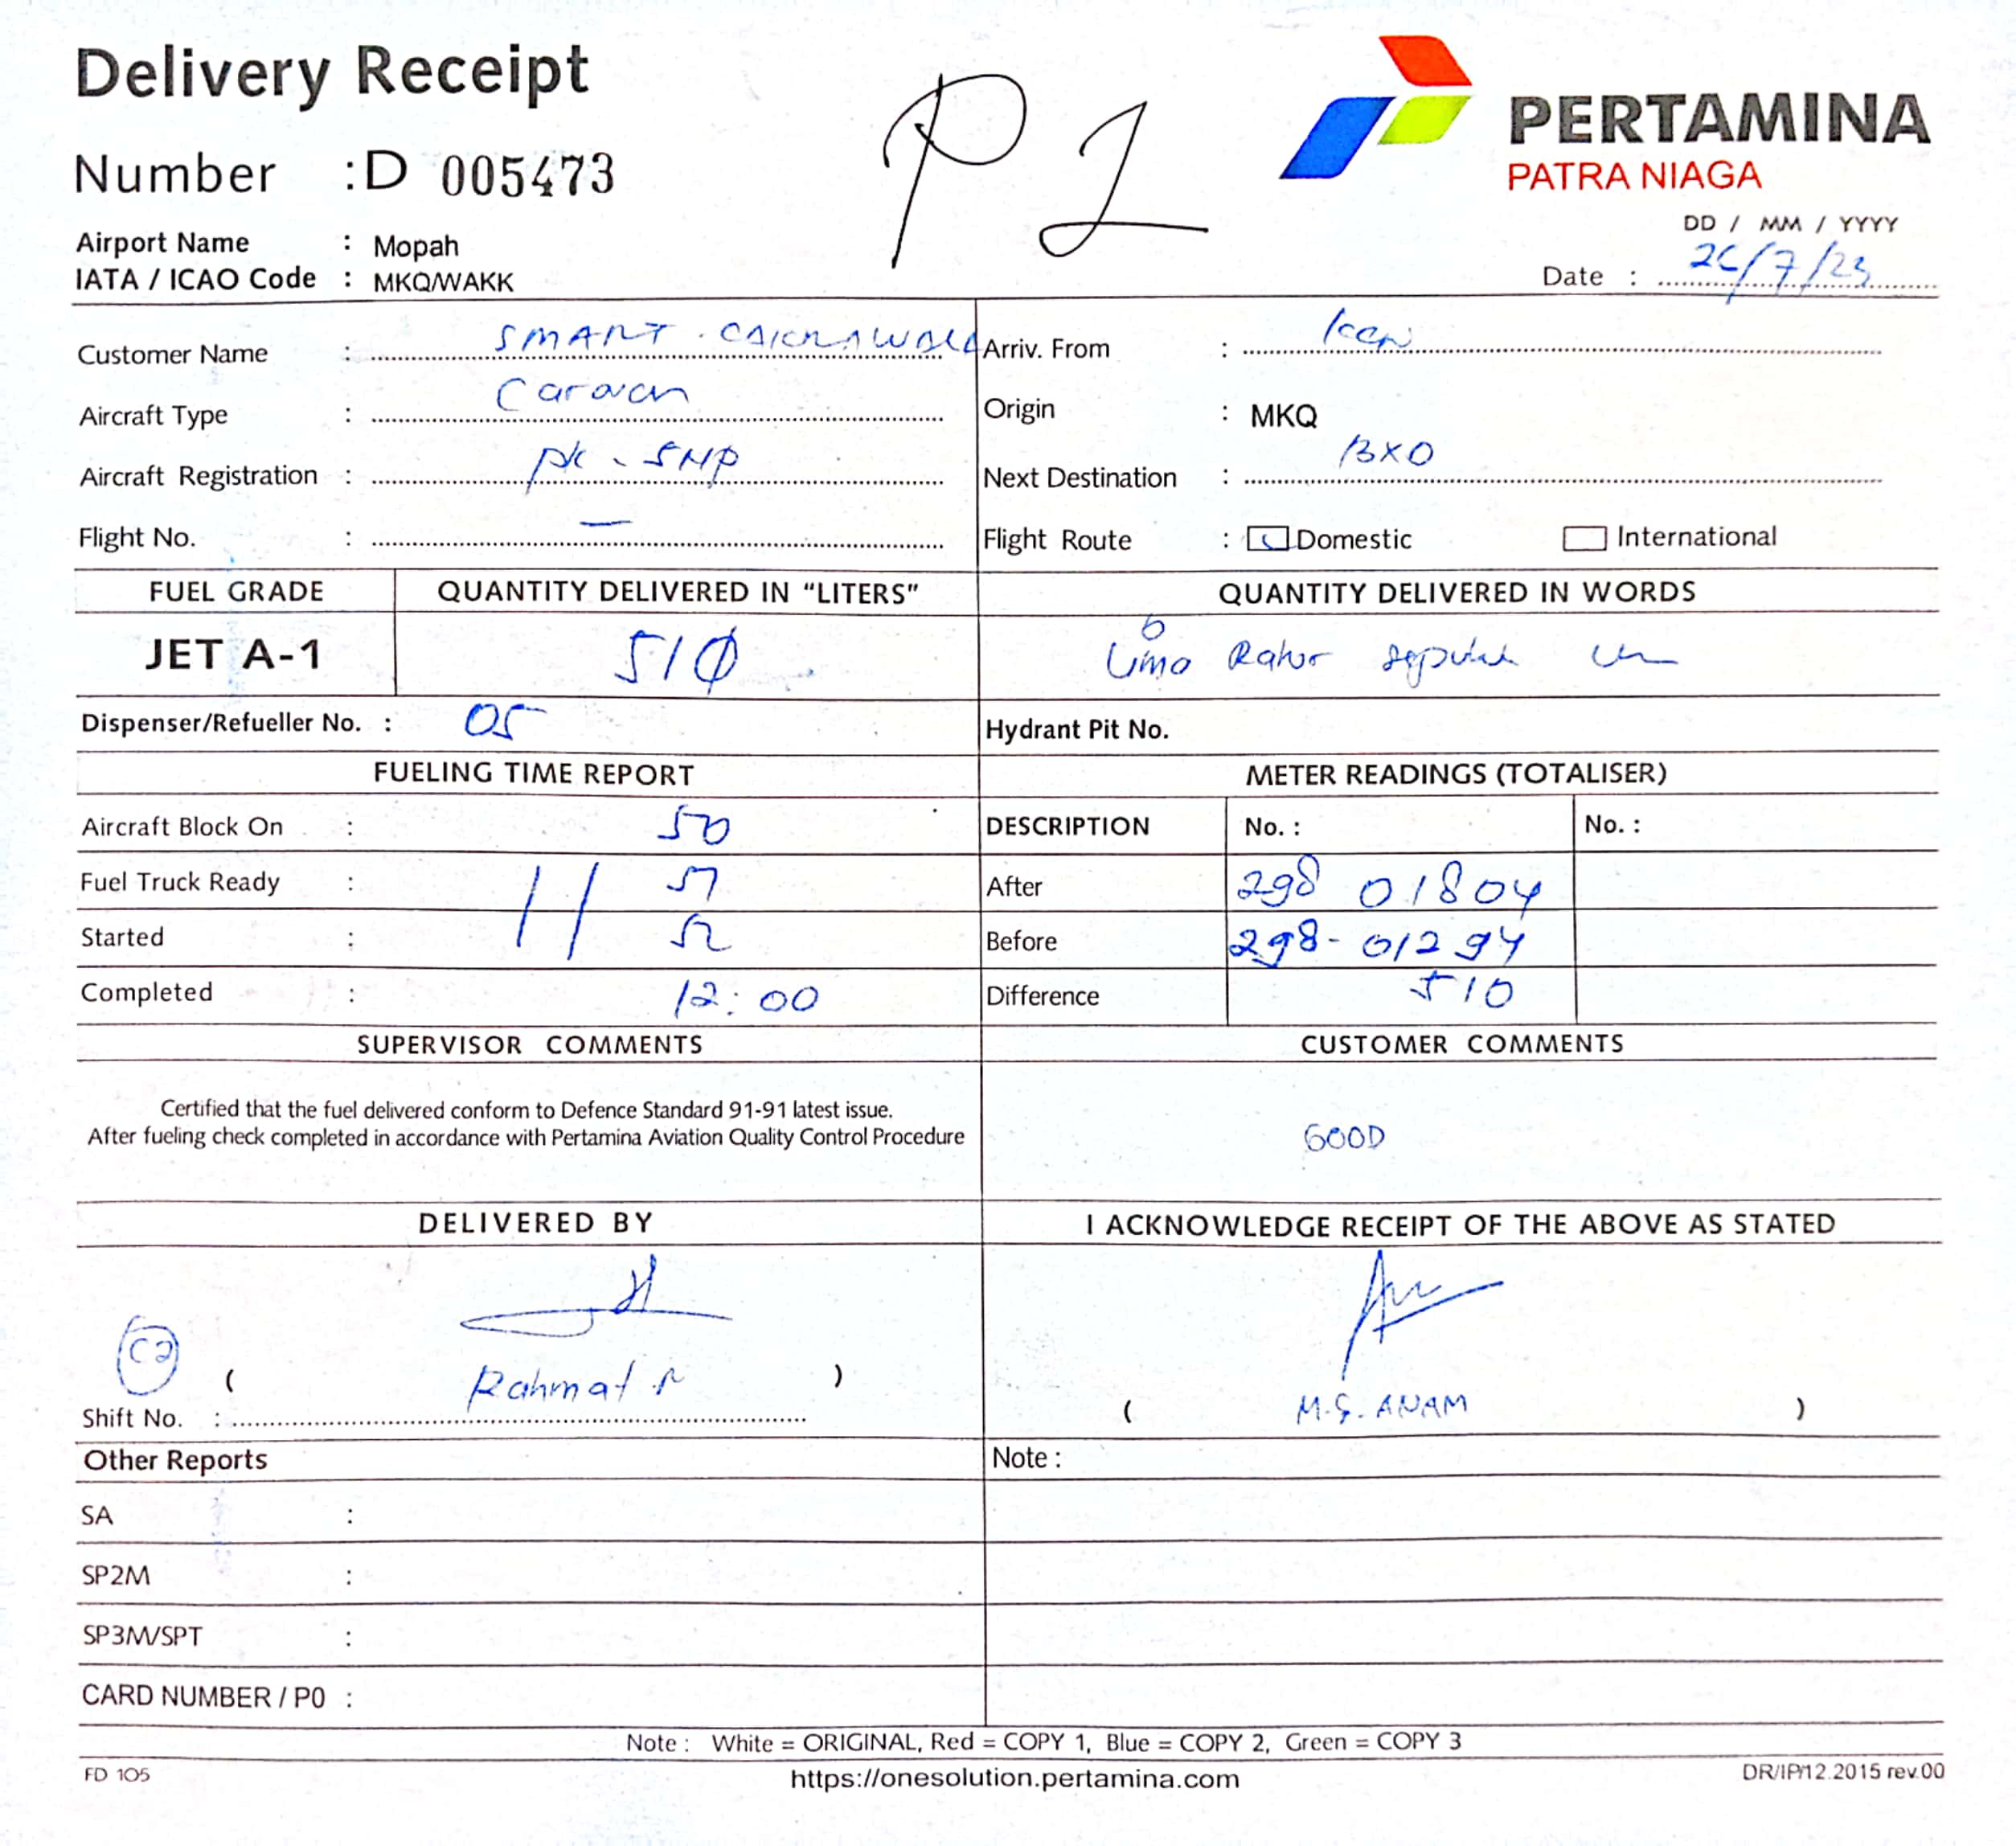 Delivery Receipt
PERTAMINA
PATRA NIAGA
Number : D 005473
Airport Name : Mopah
IATA / ICAO Code : MKQ/WAKK
DD / MM / YYYY
Date : 26/7/23
Customer Name : SMART
Arriv. From :
Aircraft Type : Caravan
Origin : MKQ
Aircraft Registration : PK - SNP
Next Destination : BXD
Flight No. : —
Flight Route : Domestic International
FUEL GRADE QUANTITY DELIVERED IN “LITERS” QUANTITY DELIVERED IN WORDS
JET A-1 510 Lima Ratus sepuluh
Dispenser/Refueller No. : 05
Hydrant Pit No.
FUELING TIME REPORT METER READINGS (TOTALISER)
Aircraft Block On : 50
DESCRIPTION No. : No. :
Fuel Truck Ready : 51
After 298 01804
Started : 11 52
Before 298 - 01294
Completed : 12:00
Difference 510
SUPERVISOR COMMENTS CUSTOMER COMMENTS
Certified that the fuel delivered conform to Defence Standard 91-91 latest issue.
After fueling check completed in accordance with Pertamina Aviation Quality Control Procedure
GOOD
DELIVERED BY I ACKNOWLEDGE RECEIPT OF THE ABOVE AS STATED
( Rahmat )
Shift No. :
( M.S. ANAM )
Other Reports Note :
SA :
SP2M :
SP3M/SPT :
CARD NUMBER / P0 :
Note : White = ORIGINAL, Red = COPY 1, Blue = COPY 2, Green = COPY 3
FD 105 https://onesolution.pertamina.com DR/IP/12.2015 rev.00